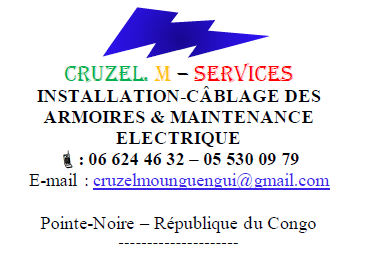 CRUZEL. M – SERVICES
INSTALLATION-CÂBLAGE DES
ARMOIRES & MAINTENANCE
ELECTRIQUE
: 06 624 46 32 – 05 530 09 79
E-mail : cruzelmounguengui@gmail.com
Pointe-Noire – République du Congo
---------------------